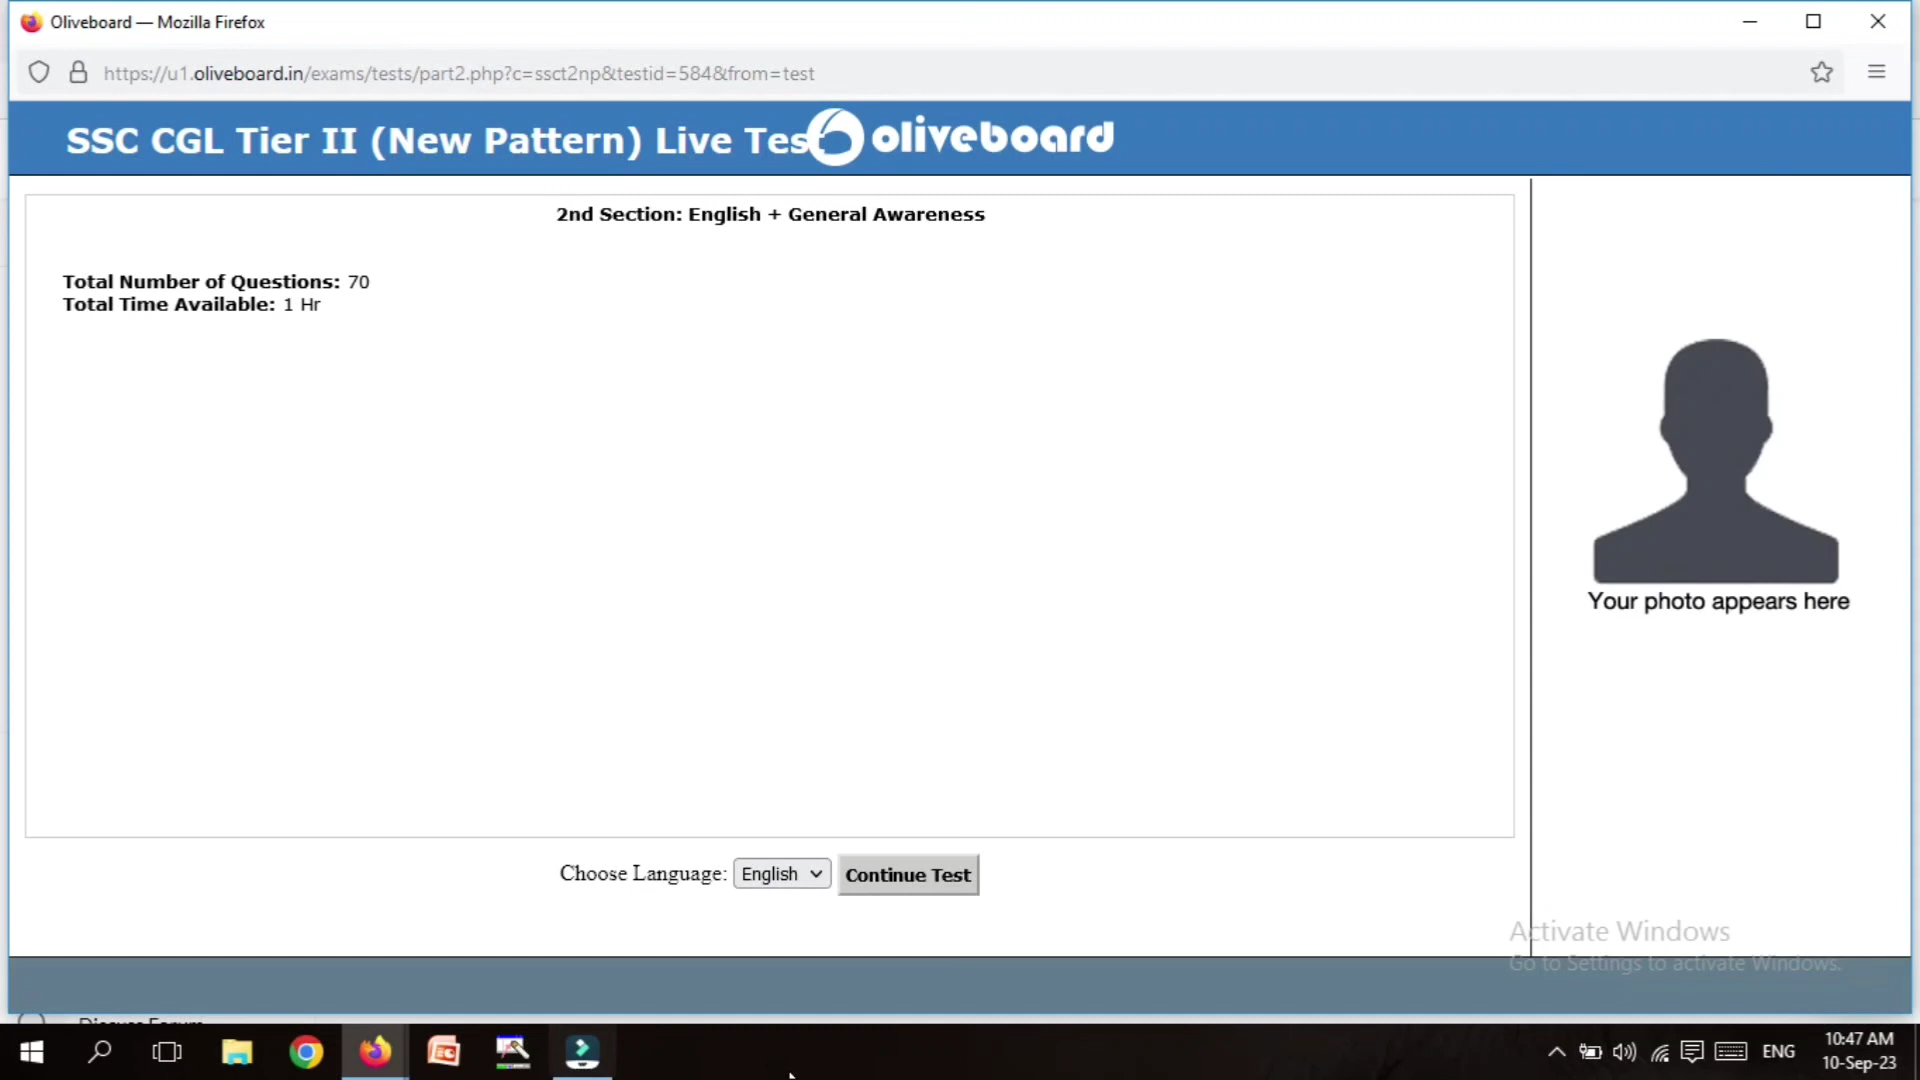 Oliveboard — Mozilla Firefox
https://u1.oliveboard.in/exams/tests/part2.php?c=ssct2np&testid=584&from=test
SSC CGL Tier II (New Pattern) Live Tes oliveboard
2nd Section: English + General Awareness
Total Number of Questions: 70
Total Time Available: 1 Hr
Your photo appears here
Choose Language: English Continue Test
Activate Windows
Go to Settings to activate Windows.
Discuss Forum
ENG
10:47 AM
10-Sep-23